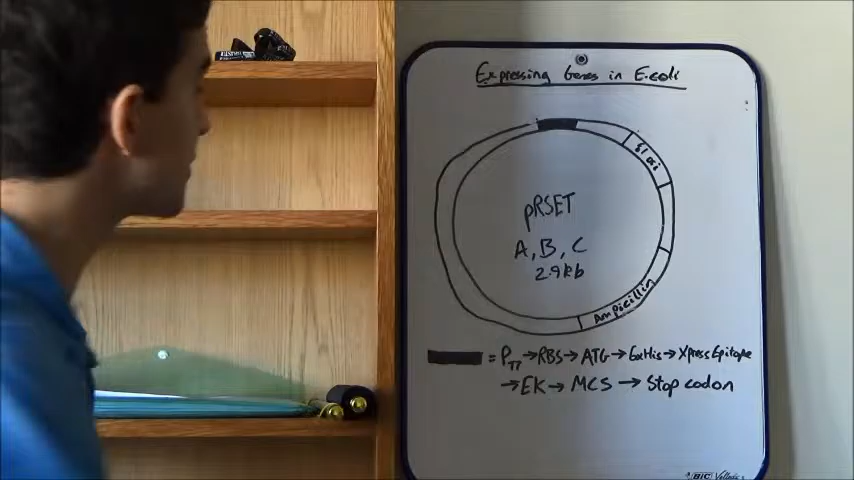 Expressing Genes in E.coli
f1 ori
pRSET
A, B, C
2.9kb
Ampicillin
= PT7 → RBS → ATG → 6xHis → Xpress Epitope
→ EK → MCS → Stop codon
BIC Velleda